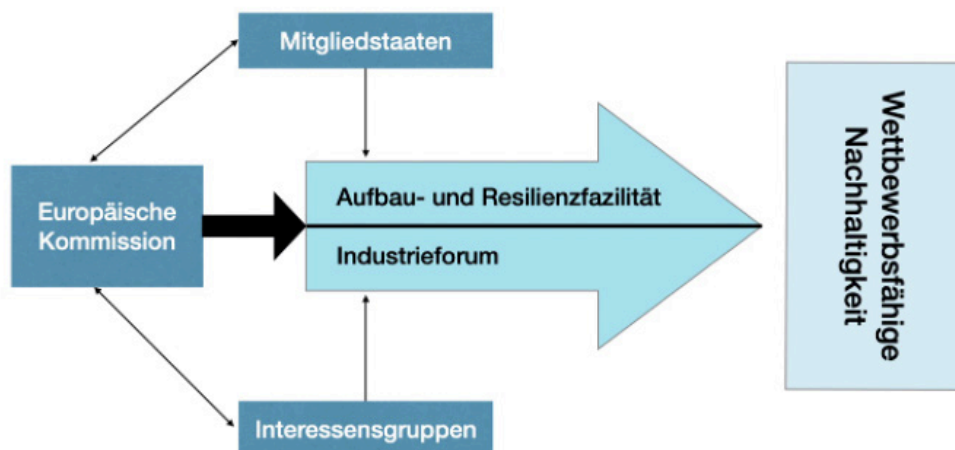 Mitgliedstaaten
Europäische
Kommission
Aufbau- und Resilienzfazilität
Industrieforum
Interessensgruppen
Wettbewerbsfähige
Nachhaltigkeit